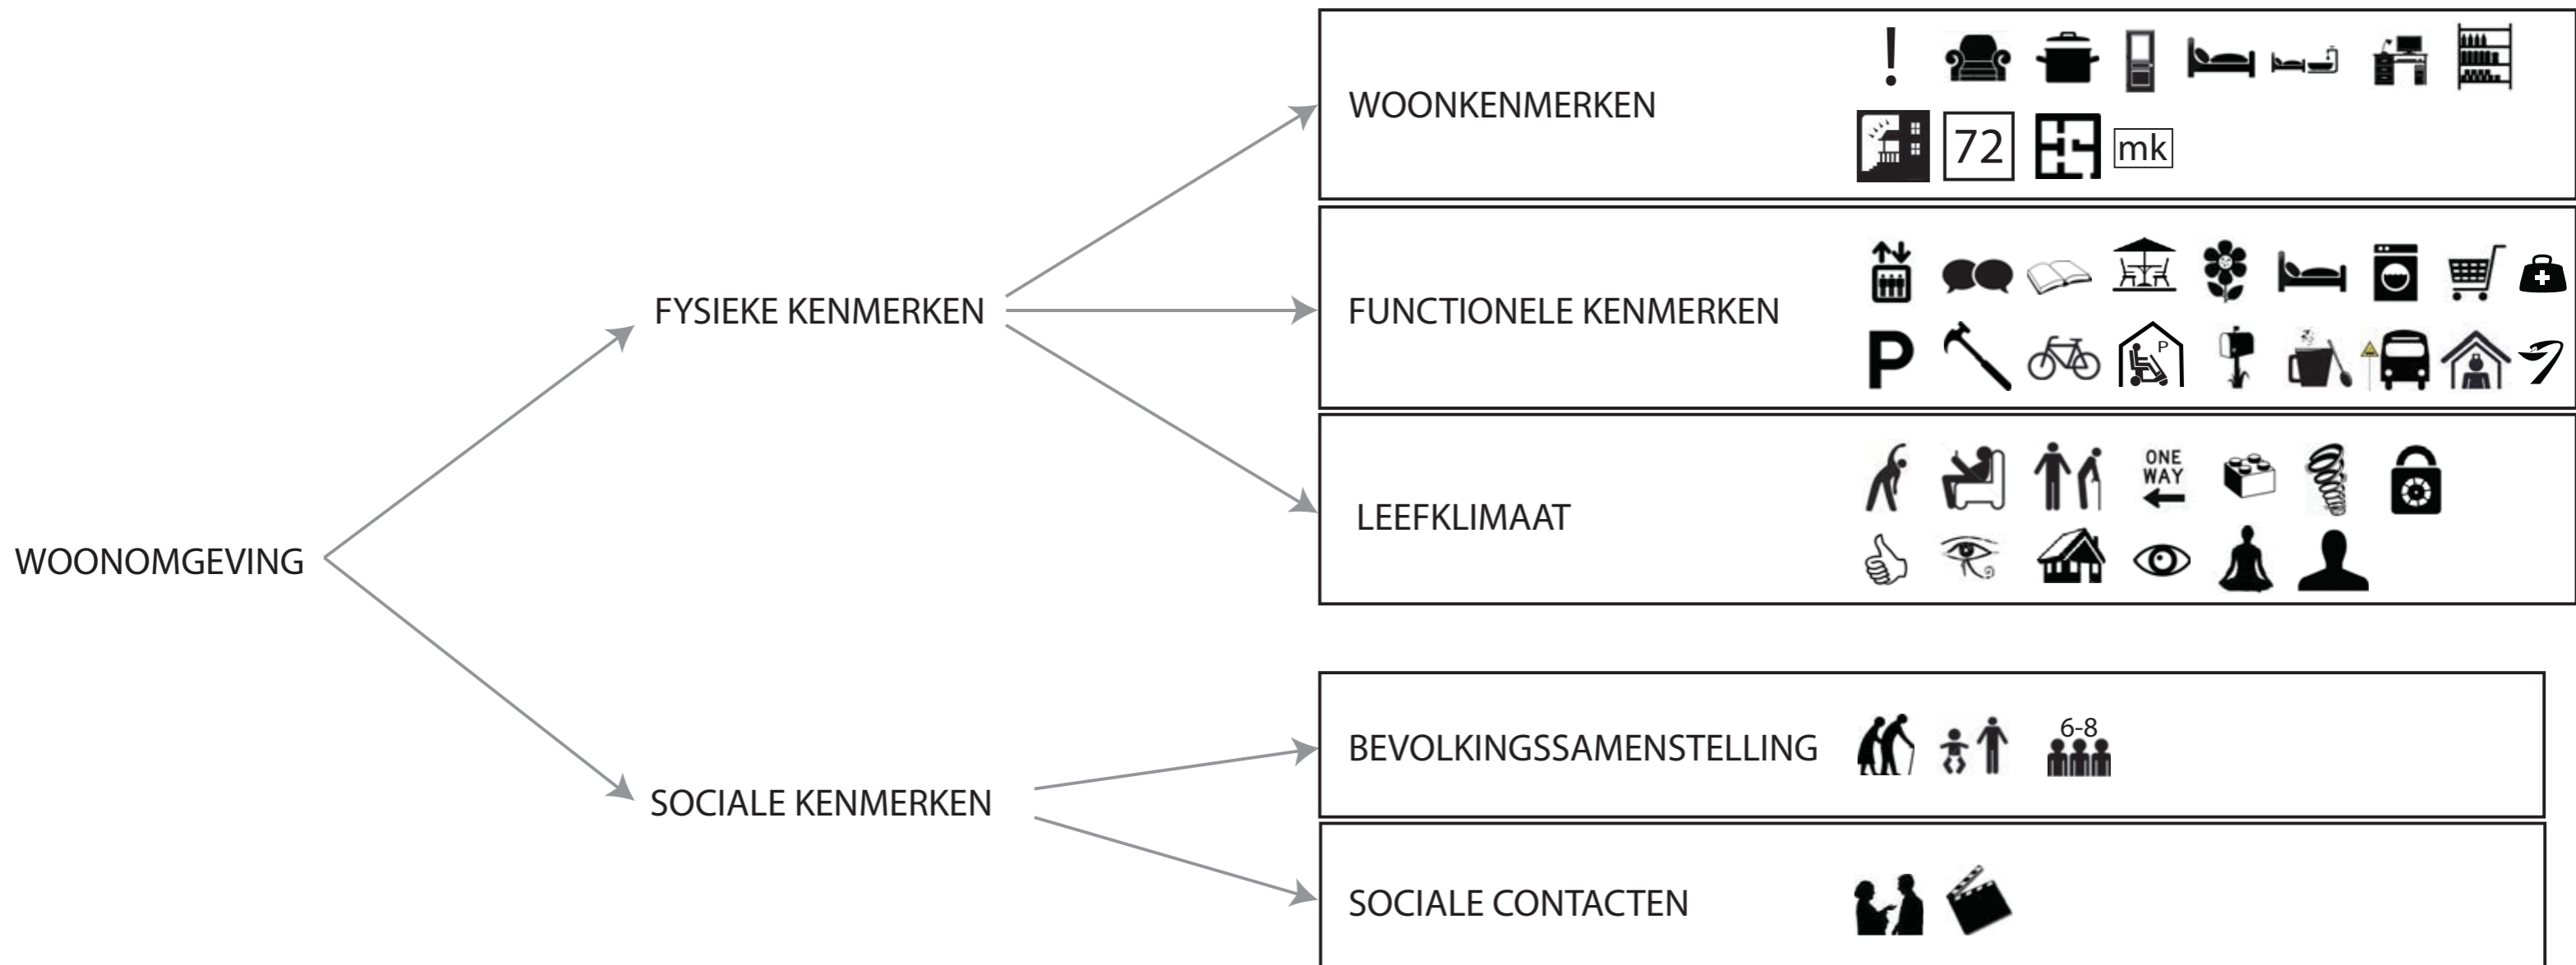 WOONKENMERKEN
!
72
mk
FYSIEKE KENMERKEN
FUNCTIONELE KENMERKEN
P
P
LEEFKLIMAAT
ONE
WAY
WOONOMGEVING
BEVOLKINGSSAMENSTELLING
6-8
SOCIALE KENMERKEN
SOCIALE CONTACTEN